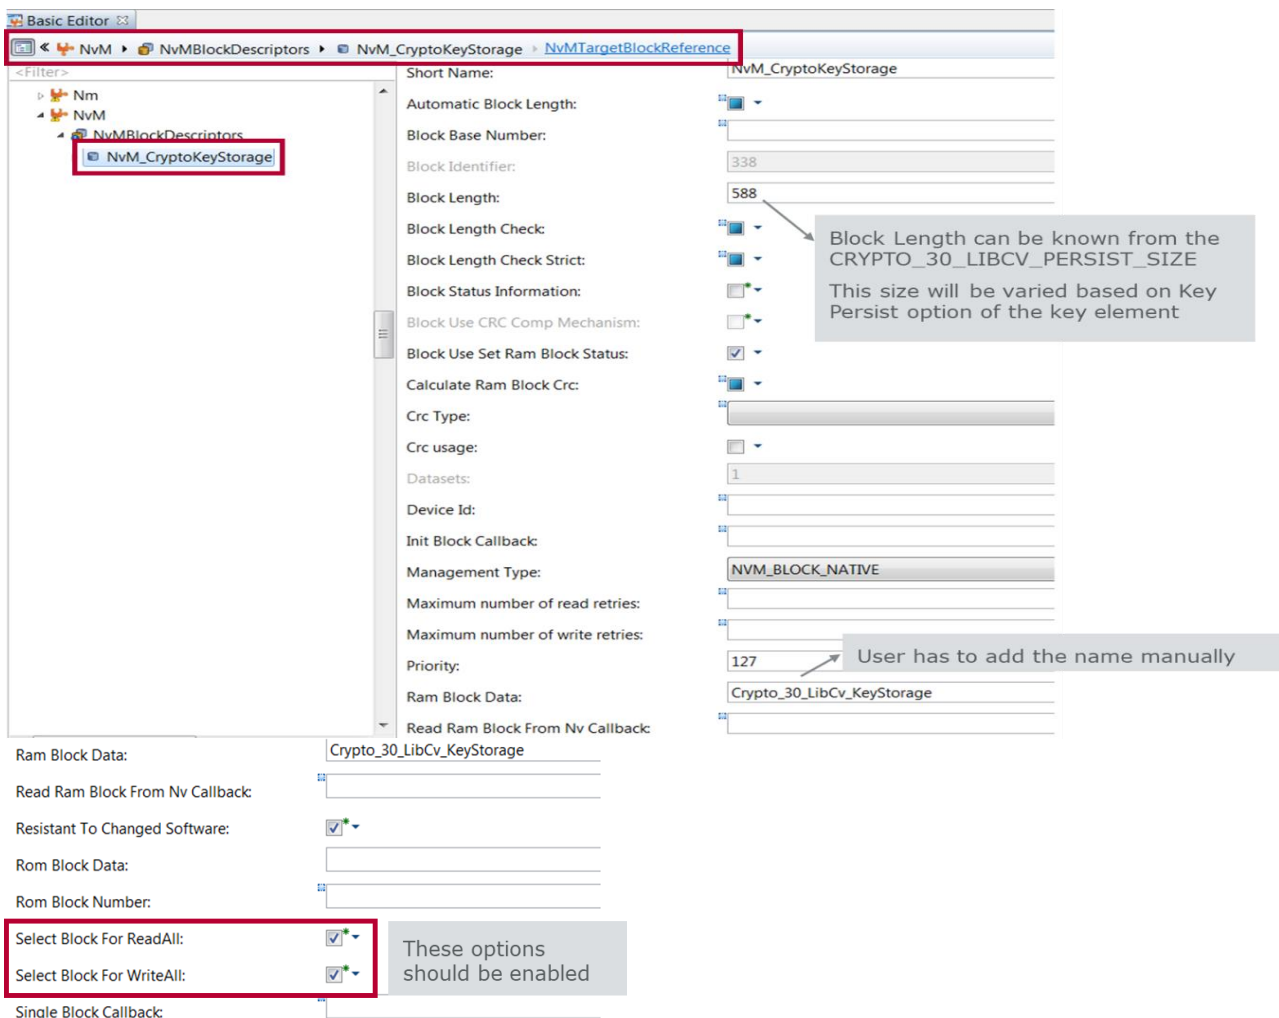 Basic Editor
« NvM NvMBlockDescriptors NvM_CryptoKeyStorage NvMTargetBlockReference
<Filter>
Nm
NvM
NvMBlockDescriptors
NvM_CryptoKeyStorage
Short Name: NvM_CryptoKeyStorage
Automatic Block Length:
Block Base Number:
Block Identifier: 338
Block Length: 588
Block Length Check:
Block Length Check Strict:
Block Status Information:
Block Use CRC Comp Mechanism:
Block Use Set Ram Block Status:
Calculate Ram Block Crc:
Crc Type:
Crc usage:
Datasets: 1
Device Id:
Init Block Callback:
Management Type: NVM_BLOCK_NATIVE
Maximum number of read retries:
Maximum number of write retries:
Priority: 127
Ram Block Data: Crypto_30_LibCv_KeyStorage
Read Ram Block From Nv Callback:
Block Length can be known from the
CRYPTO_30_LIBCV_PERSIST_SIZE
This size will be varied based on Key
Persist option of the key element
User has to add the name manually
Ram Block Data: Crypto_30_LibCv_KeyStorage
Read Ram Block From Nv Callback:
Resistant To Changed Software:
Rom Block Data:
Rom Block Number:
Select Block For ReadAll:
Select Block For WriteAll:
Single Block Callback:
These options
should be enabled